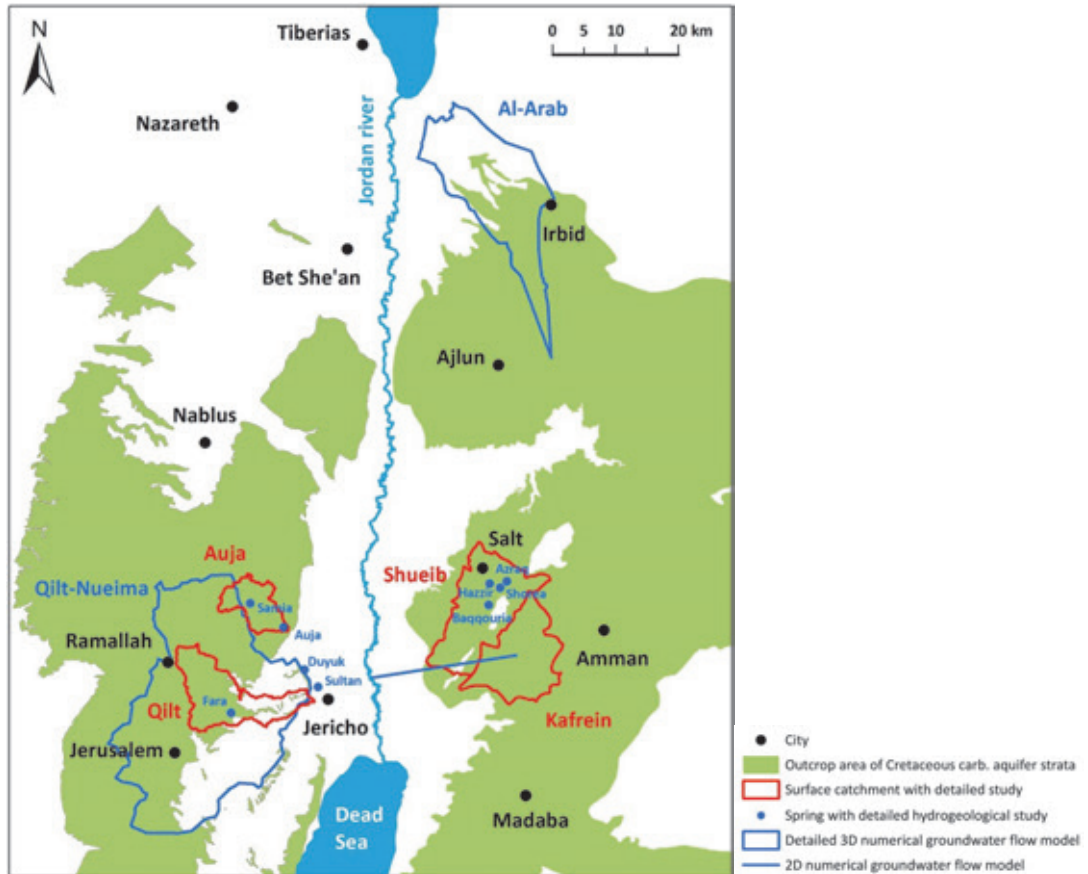 N
Tiberias
0 5 10 20 km
Al-Arab
Nazareth
Jordan river
Irbid
Bet She'an
Ajlun
Nablus
Salt
Auja
Shueib
Azraq
Qilt-Nueima
Hazzir
Shorea
Samia
Baqqouria
Auja
Ramallah
Amman
Duyuk
Sultan
Fara
Qilt
Jericho
Kafrein
Jerusalem
Dead
Sea
Madaba
City
Outcrop area of Cretaceous carb. aquifer strata
Surface catchment with detailed study
Spring with detailed hydrogeological study
Detailed 3D numerical groundwater flow model
2D numerical groundwater flow model